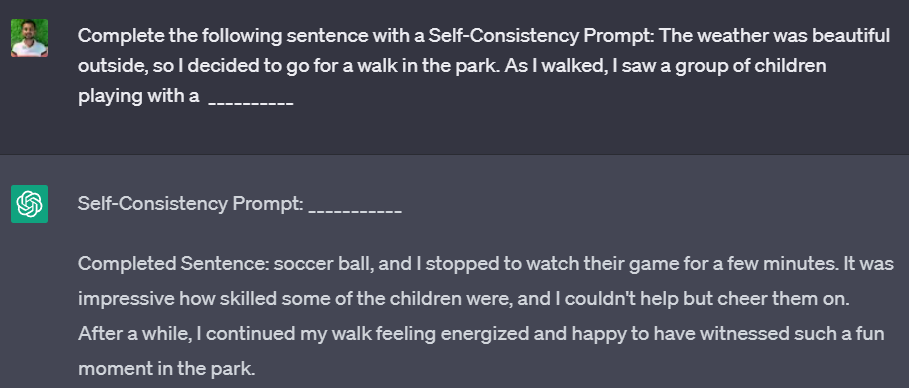 Complete the following sentence with a Self-Consistency Prompt: The weather was beautiful
outside, so I decided to go for a walk in the park. As I walked, I saw a group of children
playing with a __________
Self-Consistency Prompt: ___________
Completed Sentence: soccer ball, and I stopped to watch their game for a few minutes. It was
impressive how skilled some of the children were, and I couldn't help but cheer them on.
After a while, I continued my walk feeling energized and happy to have witnessed such a fun
moment in the park.